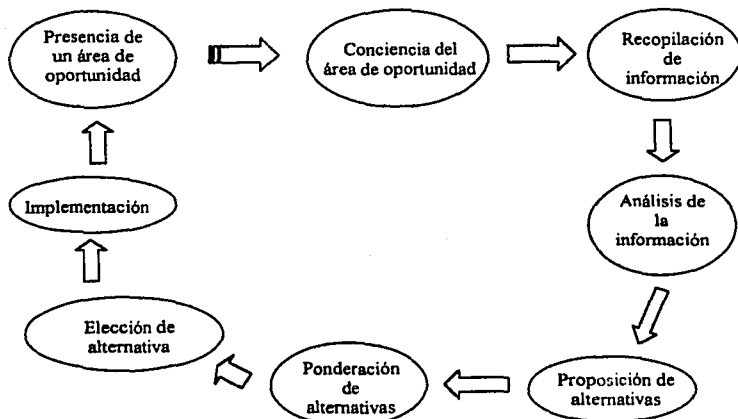 Presencia de
un área de
oportunidad
Conciencia del
área de oportunidad
Recopilación
de
información
Análisis de
la
información
Proposición de
alternativas
Ponderación
de
alternativas
Elección de
alternativa
Implementación